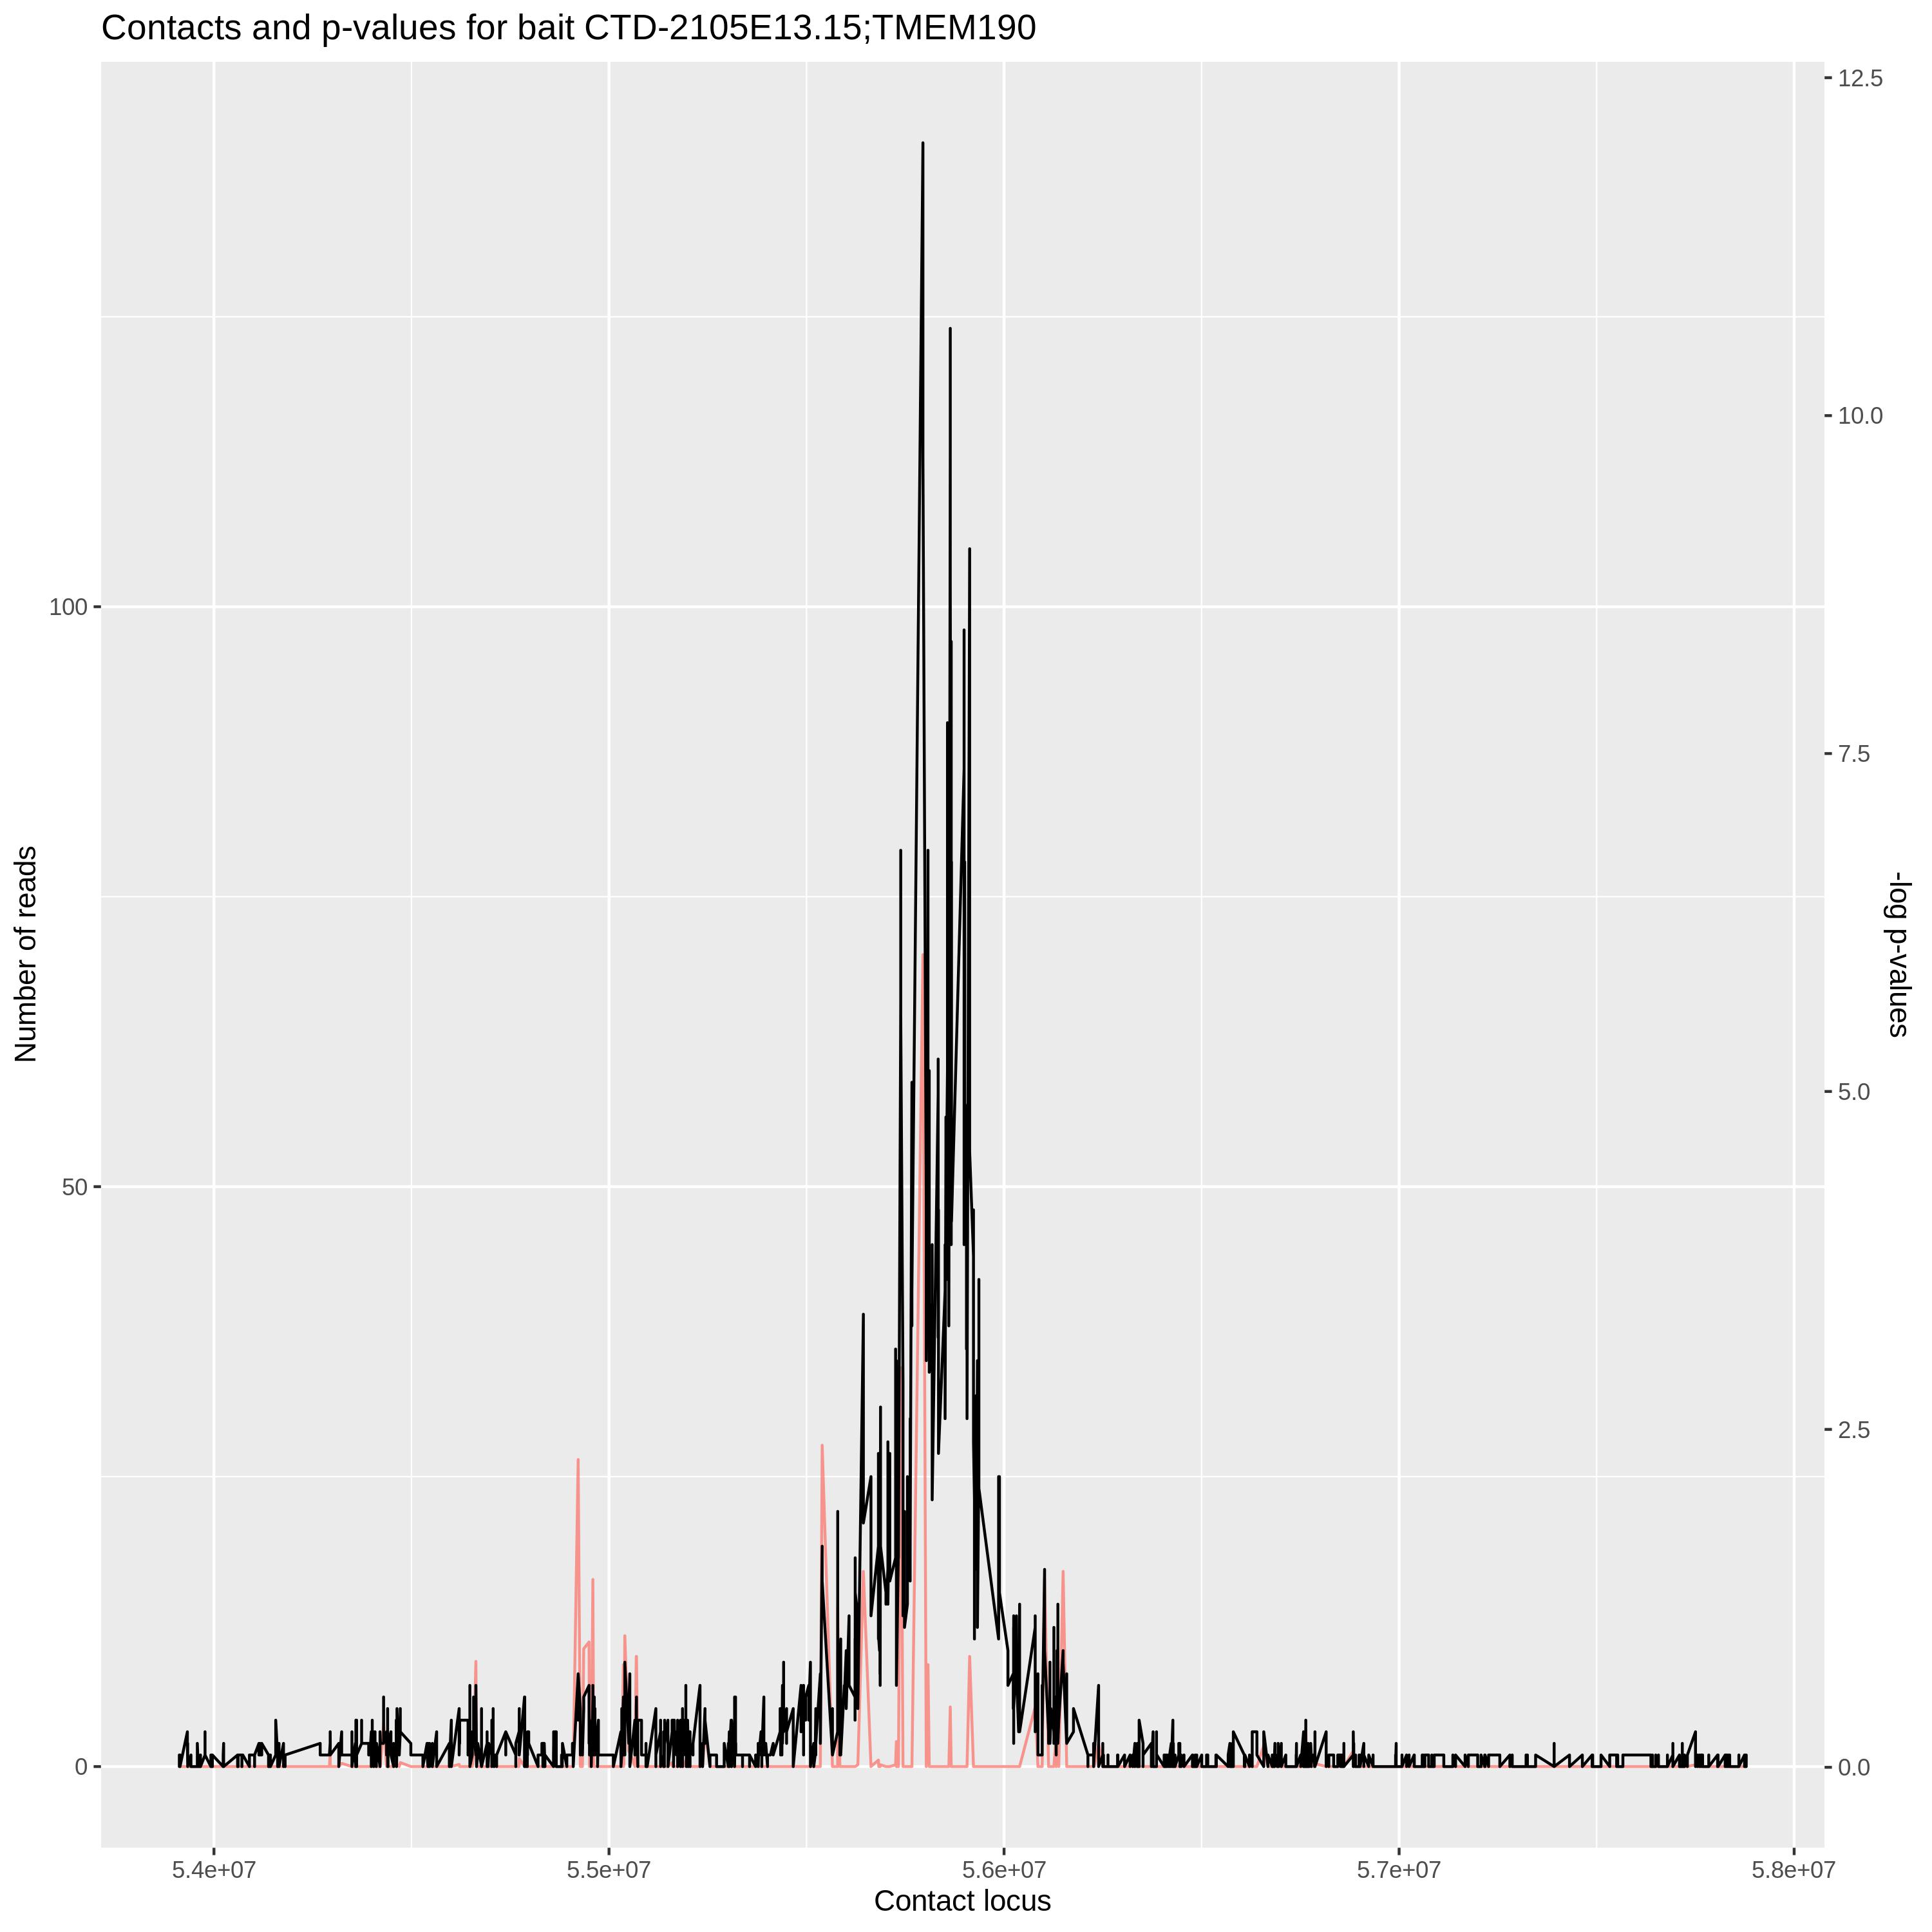 Contacts and p-values for bait CTD-2105E13.15;TMEM190
12.5
10.0
100
7.5
Number of reads
-log p-values
5.0
50
2.5
0
0.0
5.4e+07
5.5e+07
5.6e+07
5.7e+07
5.8e+07
Contact locus